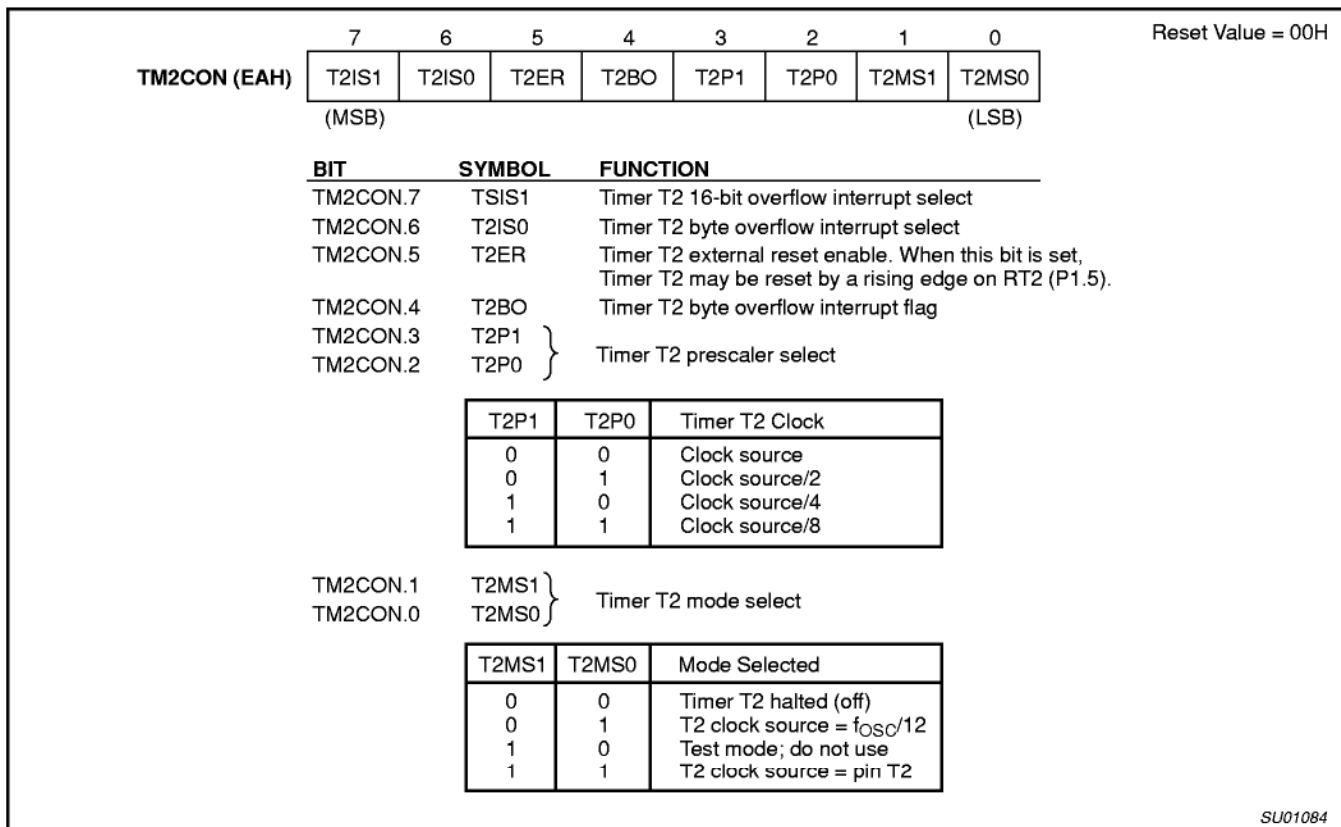 7 6 5 4 3 2 1 0 Reset Value = 00H
TM2CON (EAH) T2IS1 T2IS0 T2ER T2BO T2P1 T2P0 T2MS1 T2MS0
(MSB) (LSB)
BIT SYMBOL FUNCTION
TM2CON.7 TSIS1 Timer T2 16-bit overflow interrupt select
TM2CON.6 T2IS0 Timer T2 byte overflow interrupt select
TM2CON.5 T2ER Timer T2 external reset enable. When this bit is set,
Timer T2 may be reset by a rising edge on RT2 (P1.5).
TM2CON.4 T2BO Timer T2 byte overflow interrupt flag
TM2CON.3 T2P1
Timer T2 prescaler select
TM2CON.2 T2P0
T2P1 T2P0 Timer T2 Clock
0 0 Clock source
0 1 Clock source/2
1 0 Clock source/4
1 1 Clock source/8
TM2CON.1 T2MS1
Timer T2 mode select
TM2CON.0 T2MS0
T2MS1 T2MS0 Mode Selected
0 0 Timer T2 halted (off)
0 1 T2 clock source = fOSC/12
1 0 Test mode; do not use
1 1 T2 clock source = pin T2
SU01084